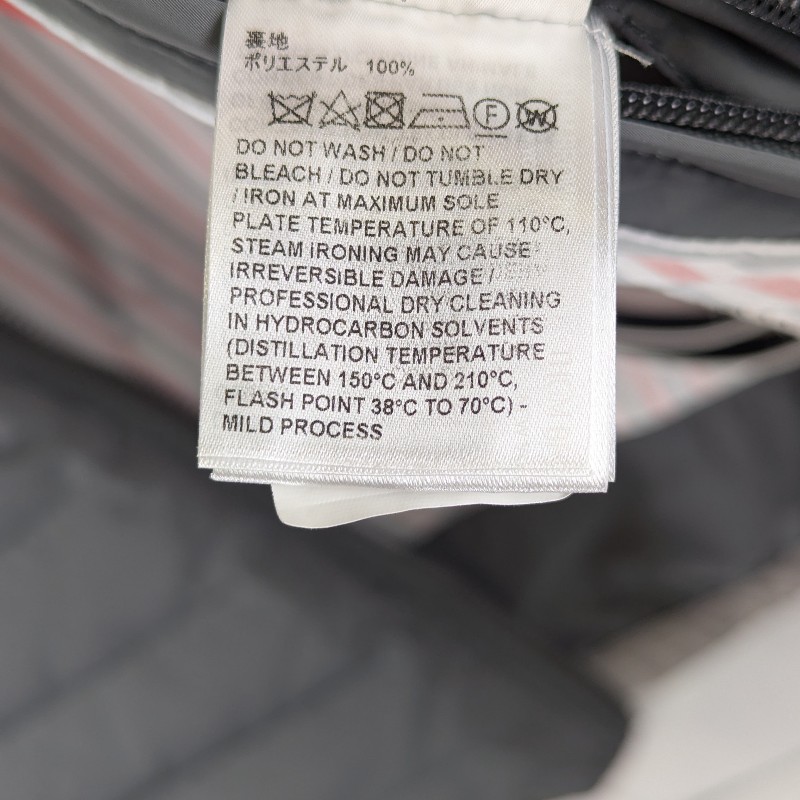 裏地
ポリエステル 100%
F W
DO NOT WASH / DO NOT
BLEACH / DO NOT TUMBLE DRY
/ IRON AT MAXIMUM SOLE
PLATE TEMPERATURE OF 110°C,
STEAM IRONING MAY CAUSE
IRREVERSIBLE DAMAGE /
PROFESSIONAL DRY CLEANING
IN HYDROCARBON SOLVENTS
(DISTILLATION TEMPERATURE
BETWEEN 150°C AND 210°C,
FLASH POINT 38°C TO 70°C) -
MILD PROCESS